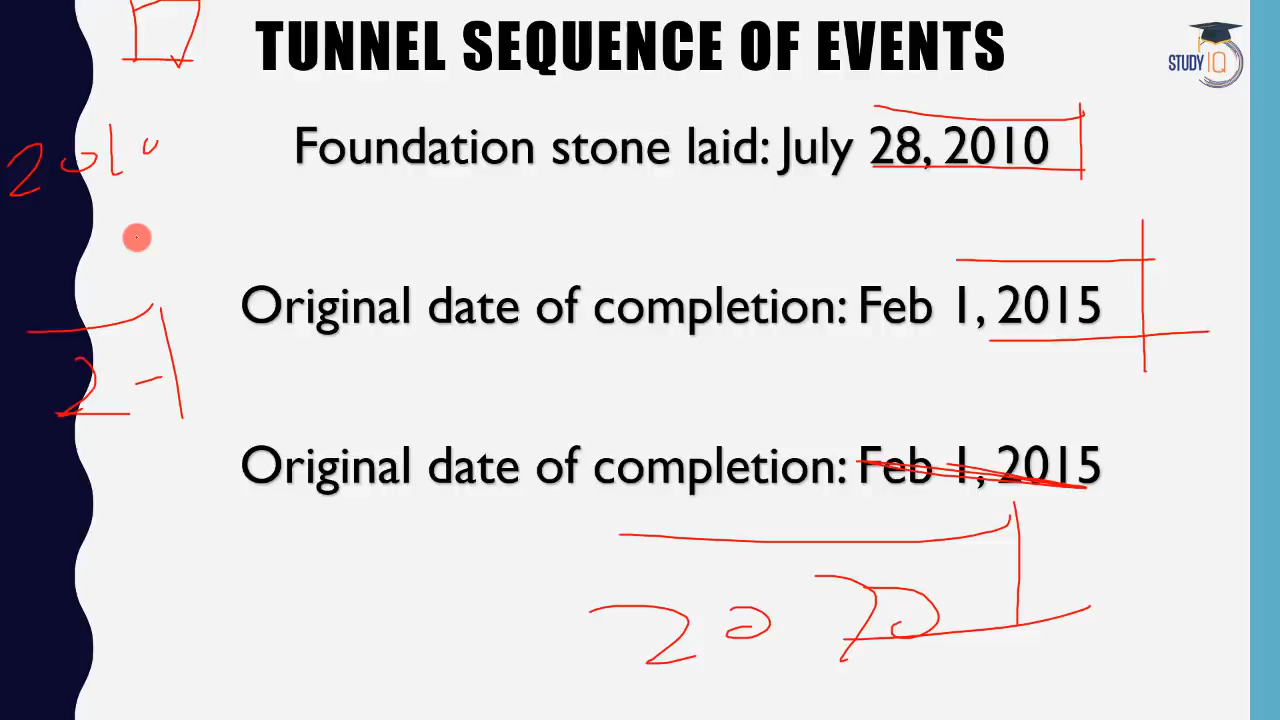 TUNNEL SEQUENCE OF EVENTS
STUDY IQ
Foundation stone laid: July 28, 2010
2010
Original date of completion: Feb 1, 2015
2
Original date of completion: Feb 1, 2015
2020